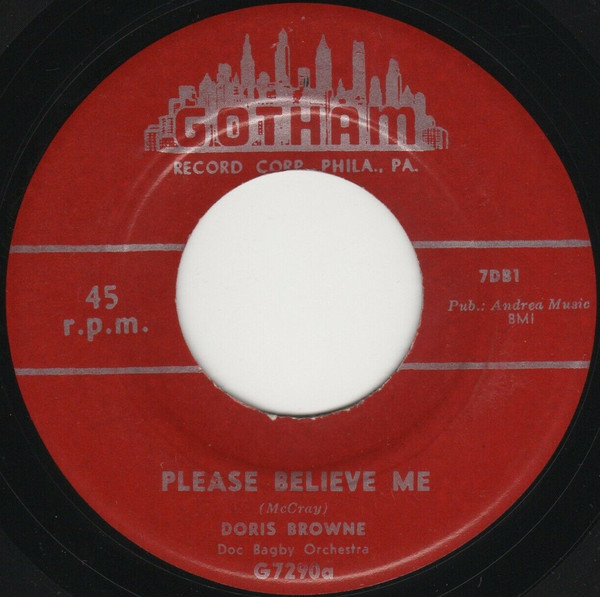 GOTHAM
RECORD CORP. PHILA., PA.
45
r.p.m.
7DB1
Pub.: Andrea Music
BMI
PLEASE BELIEVE ME
(McCray)
DORIS BROWNE
Doc Bagby Orchestra
G7290a